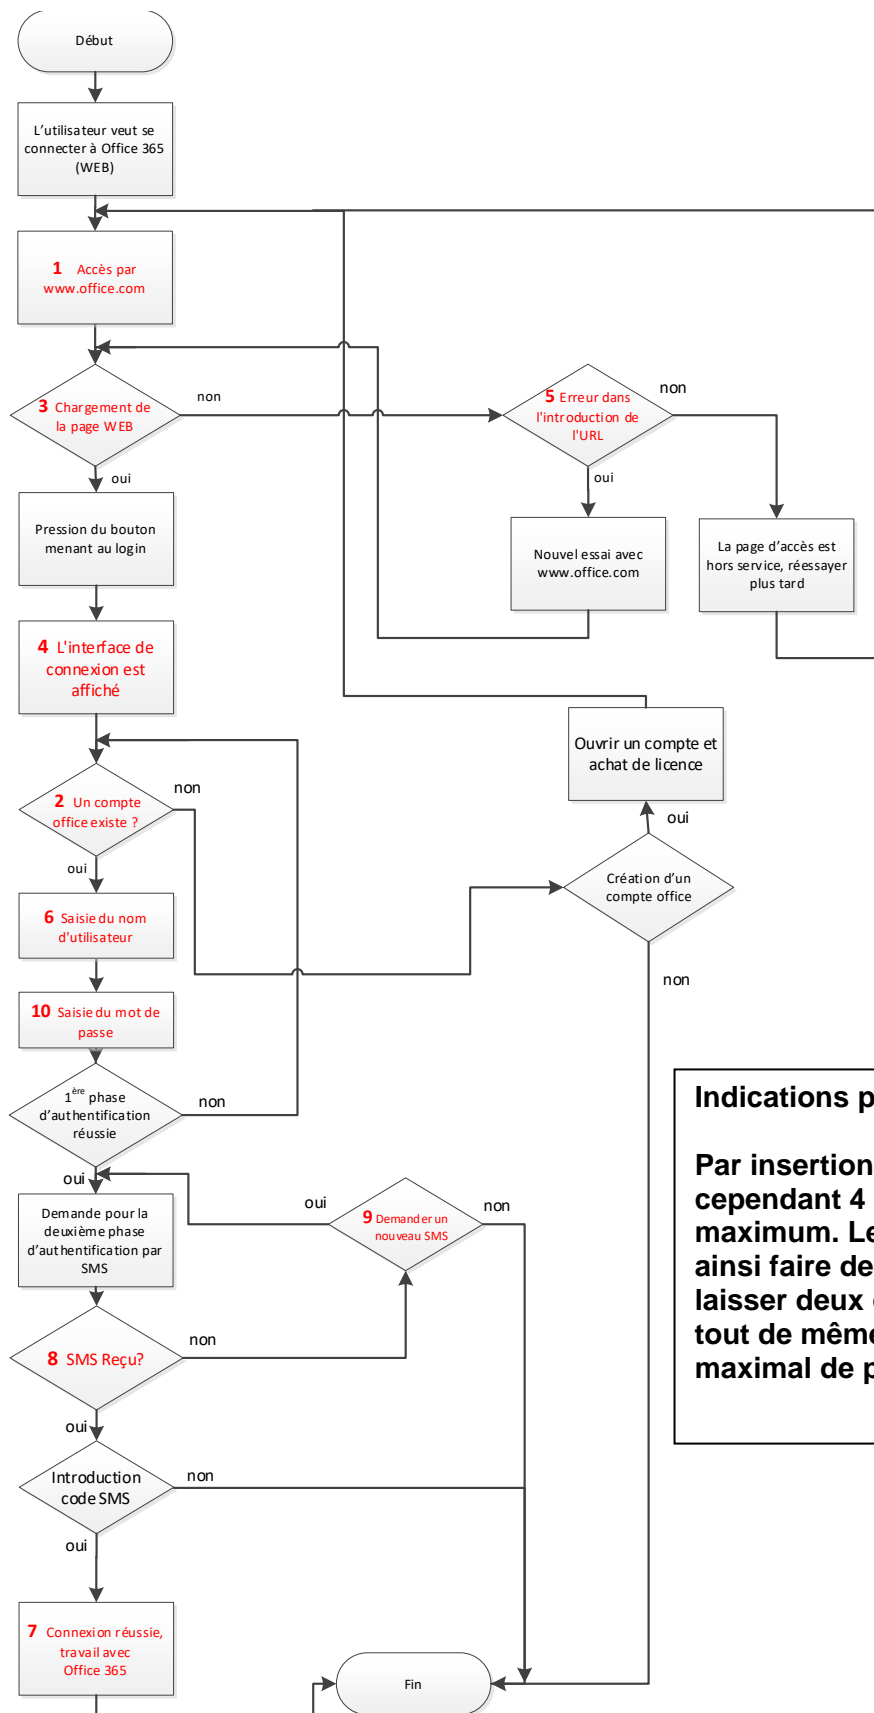 Début
L'utilisateur veut se
connecter à Office 365
(WEB)
1 Accès par
www.office.com
3 Chargement de
la page WEB
non
5 Erreur dans
l'introduction de
l'URL
non
oui
oui
Pression du bouton
menant au login
Nouvel essai avec
www.office.com
La page d'accès est
hors service, réessayer
plus tard
4 L'interface de
connexion est
affiché
Ouvrir un compte et
achat de licence
2 Un compte
office existe ?
non
oui
oui
Création d'un
compte office
non
6 Saisie du nom
d'utilisateur
10 Saisie du mot de
passe
1ère phase
d'authentification
réussie
non
oui
Demande pour la
deuxième phase
d'authentification par
SMS
oui
9 Demander un
nouveau SMS
non
8 SMS Reçu?
non
oui
Introduction
code SMS
non
oui
7 Connexion réussie,
travail avec
Office 365
Fin
Indications p
Par insertion
cependant 4
maximum. Le
ainsi faire de
laisser deux
tout de même
maximal de p